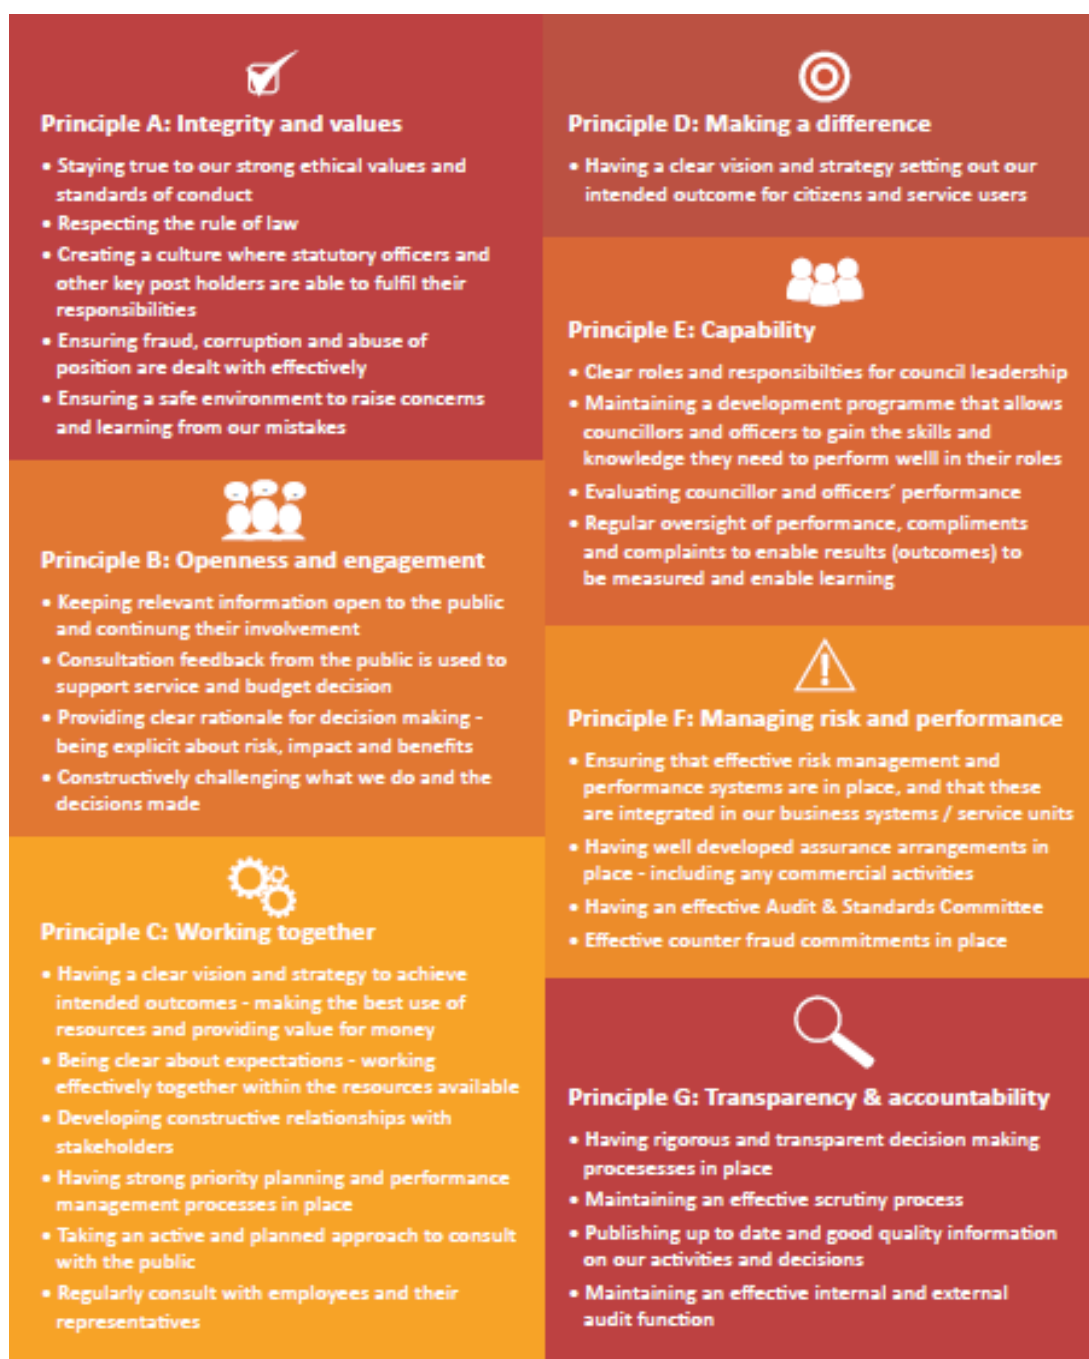 Principle A: Integrity and values
• Staying true to our strong ethical values and
standards of conduct
• Respecting the rule of law
• Creating a culture where statutory officers and
other key post holders are able to fulfil their
responsibilities
• Ensuring fraud, corruption and abuse of
position are dealt with effectively
• Ensuring a safe environment to raise concerns
and learning from our mistakes
Principle B: Openness and engagement
• Keeping relevant information open to the public
and continung their involvement
• Consultation feedback from the public is used to
support service and budget decision
• Providing clear rationale for decision making -
being explicit about risk, impact and benefits
• Constructively challenging what we do and the
decisions made
Principle C: Working together
• Having a clear vision and strategy to achieve
intended outcomes - making the best use of
resources and providing value for money
• Being clear about expectations - working
effectively together within the resources available
• Developing constructive relationships with
stakeholders
• Having strong priority planning and performance
management processes in place
• Taking an active and planned approach to consult
with the public
• Regularly consult with employees and their
representatives
Principle D: Making a difference
• Having a clear vision and strategy setting out our
intended outcome for citizens and service users
Principle E: Capability
• Clear roles and responsibilties for council leadership
• Maintaining a development programme that allows
councillors and officers to gain the skills and
knowledge they need to perform welll in their roles
• Evaluating councillor and officers’ performance
• Regular oversight of performance, compliments
and complaints to enable results (outcomes) to
be measured and enable learning
Principle F: Managing risk and performance
• Ensuring that effective risk management and
performance systems are in place, and that these
are integrated in our business systems / service units
• Having well developed assurance arrangements in
place - including any commercial activities
• Having an effective Audit & Standards Committee
• Effective counter fraud commitments in place
Principle G: Transparency & accountability
• Having rigorous and transparent decision making
procesesses in place
• Maintaining an effective scrutiny process
• Publishing up to date and good quality information
on our activities and decisions
• Maintaining an effective internal and external
audit function